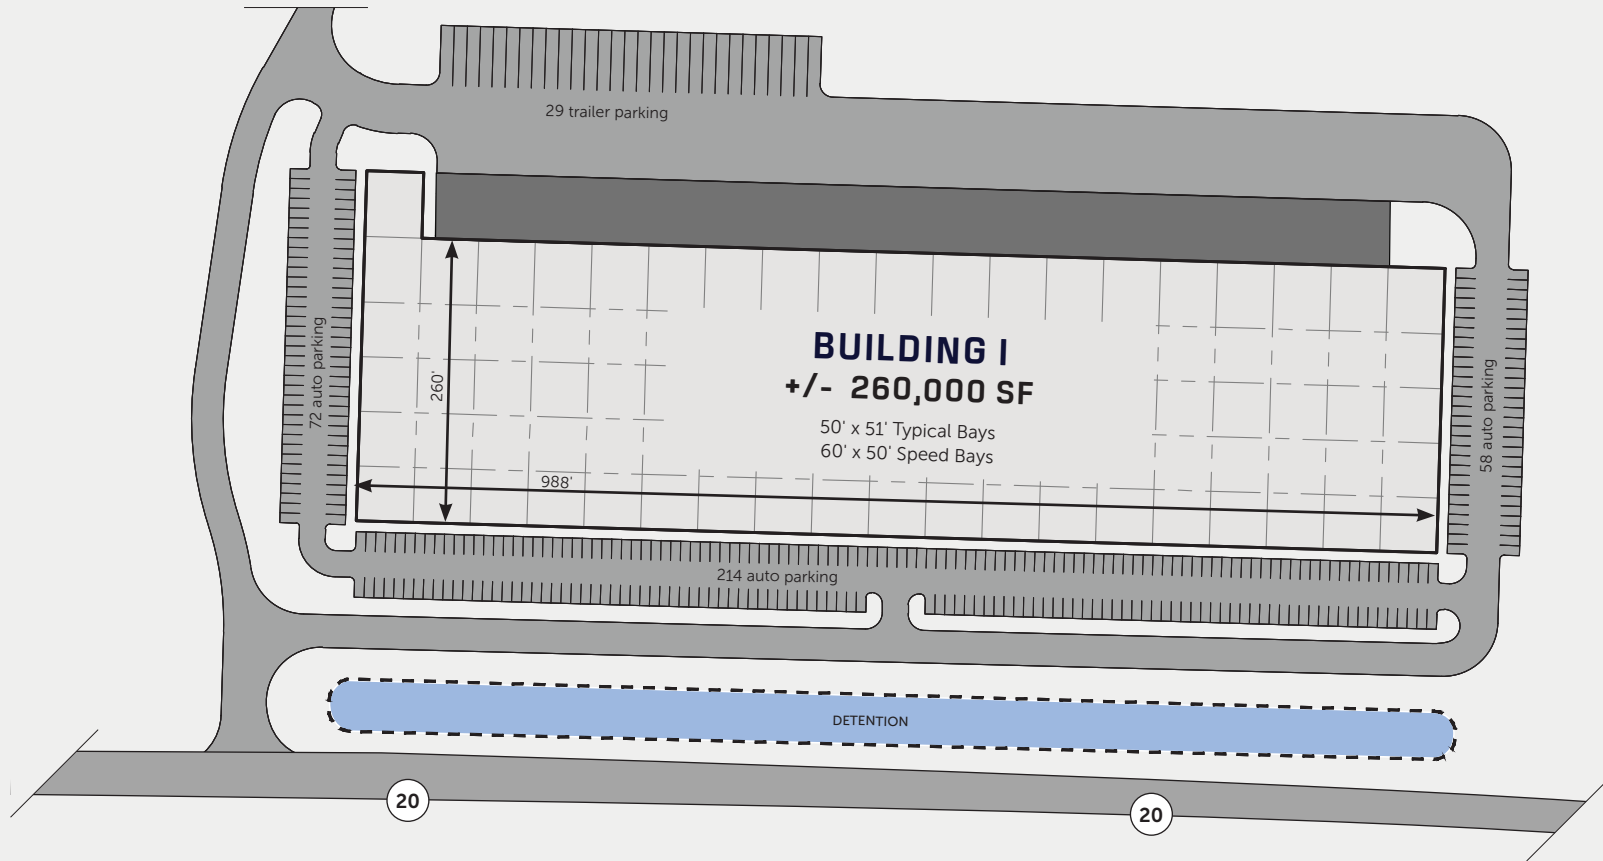 29 trailer parking
72 auto parking
260'
BUILDING I
+/- 260,000 SF
50' x 51' Typical Bays
60' x 50' Speed Bays
58 auto parking
988'
214 auto parking
DETENTION
20
20